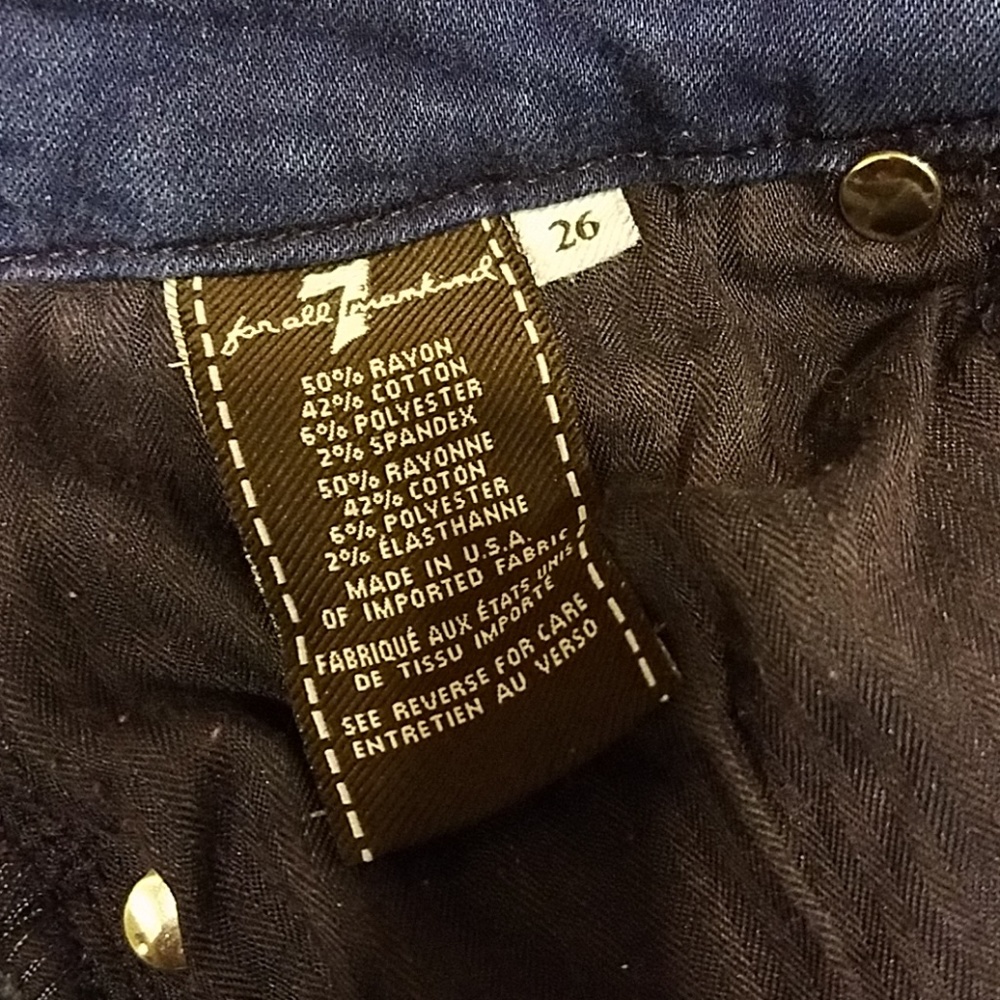 26
7
for all mankind
50% RAYON
42% COTTON
6% POLYESTER
2% SPANDEX
50% RAYONNE
42% COTON
6% POLYESTER
2% ÉLASTHANNE
MADE IN U.S.A.
OF IMPORTED FABRIC
FABRIQUÉ AUX ÉTATS UNIS
DE TISSU IMPORTÉ
SEE REVERSE FOR CARE
ENTRETIEN AU VERSO